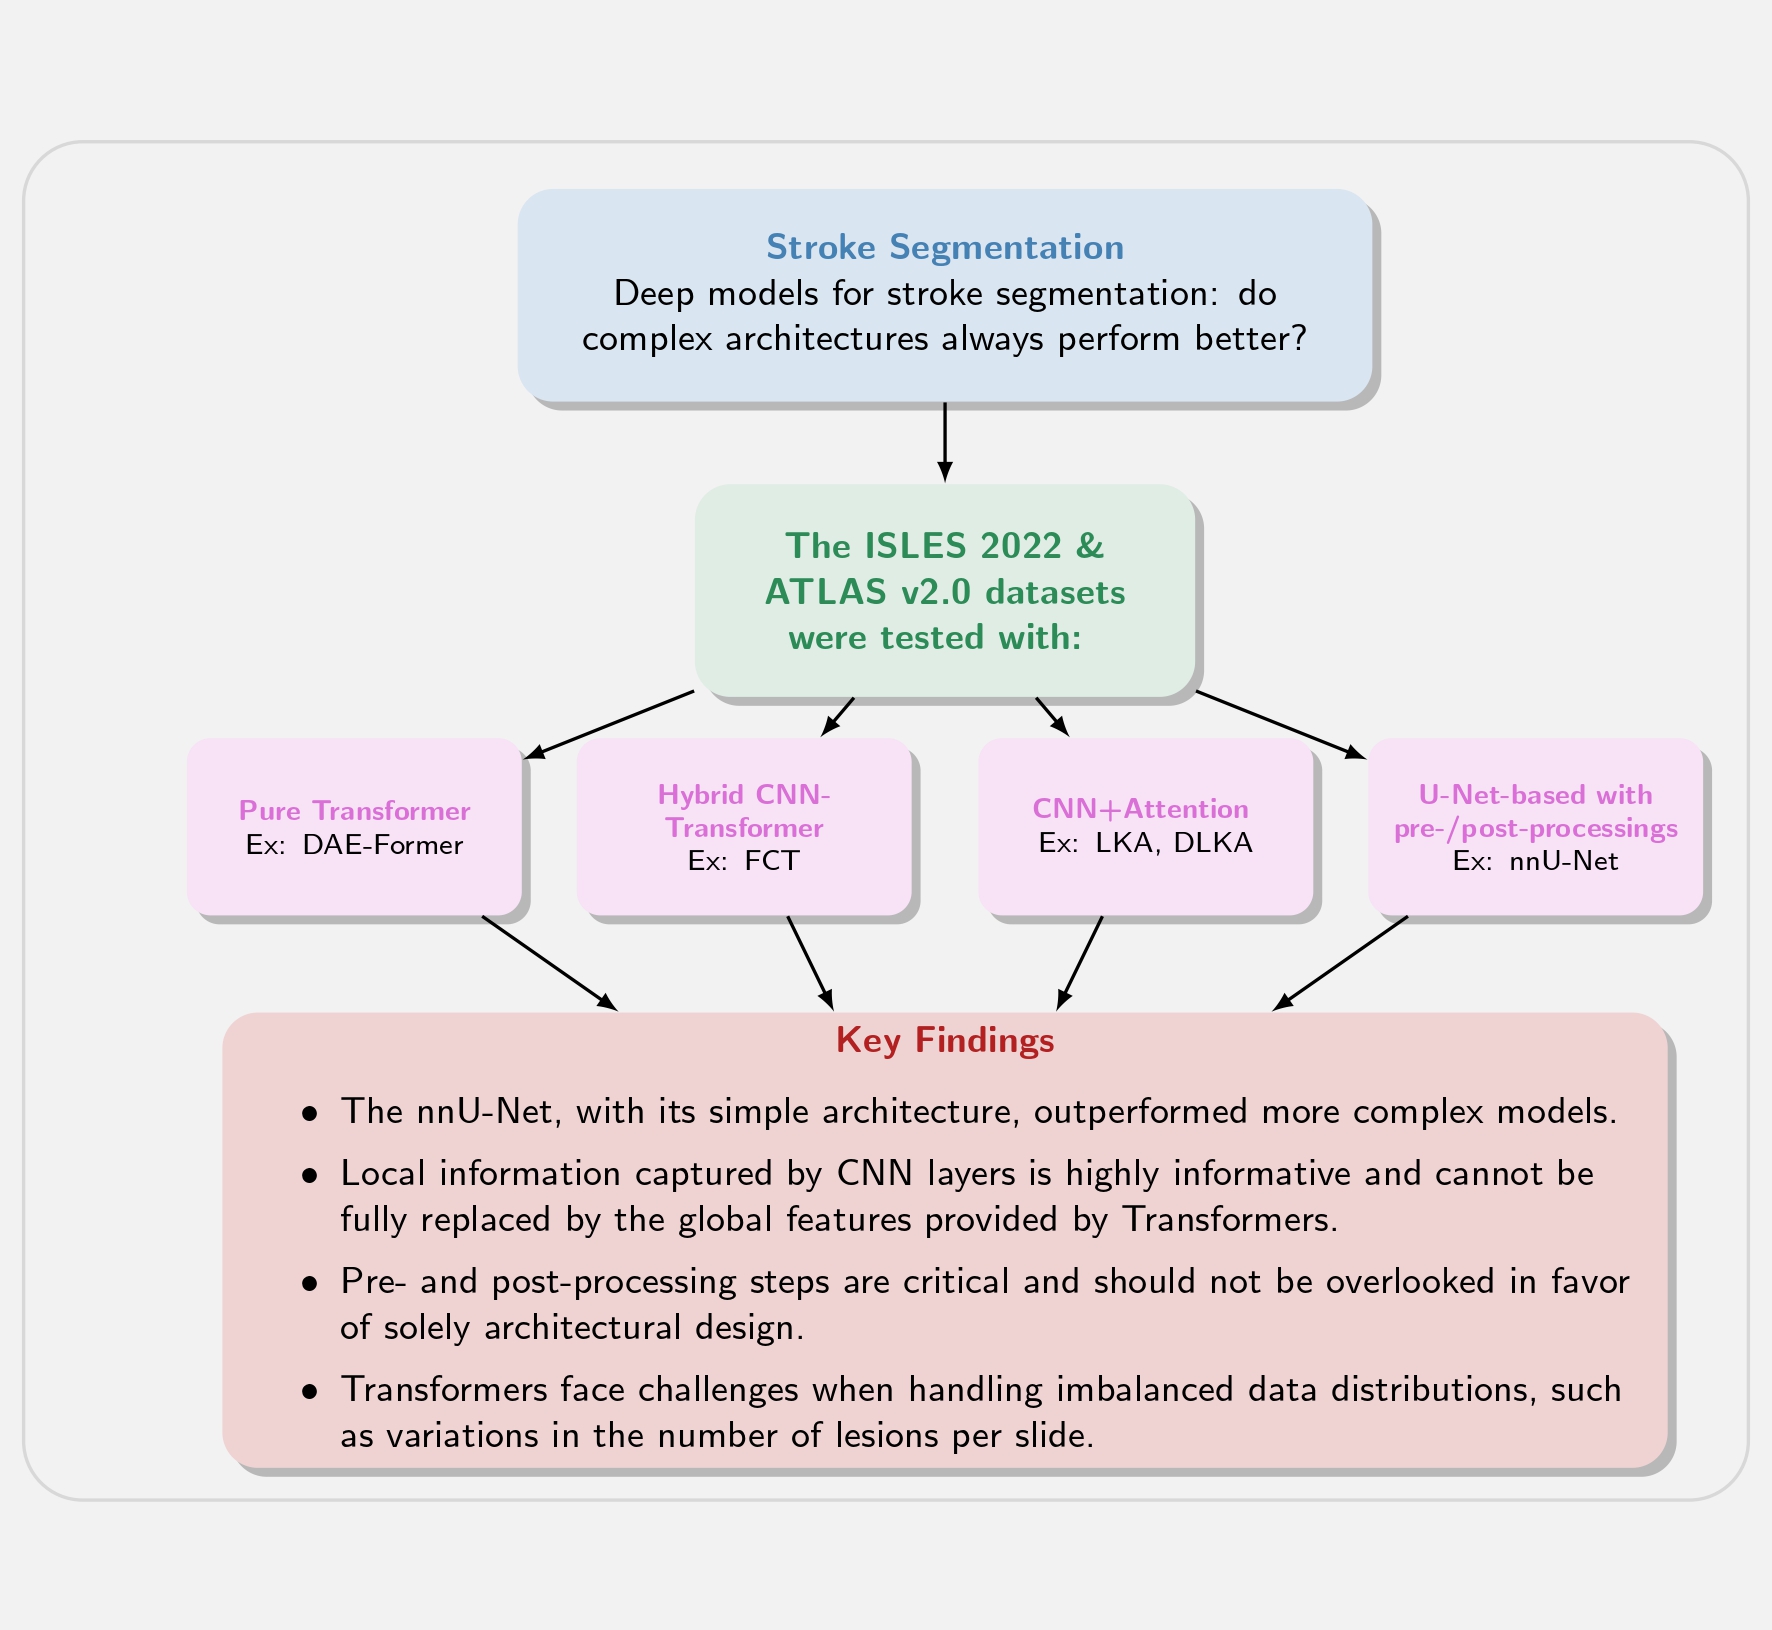 Stroke Segmentation
Deep models for stroke segmentation: do
complex architectures always perform better?
The ISLES 2022 &
ATLAS v2.0 datasets
were tested with:
Pure Transformer
Ex: DAE-Former
Hybrid CNN-
Transformer
Ex: FCT
CNN+Attention
Ex: LKA, DLKA
U-Net-based with
pre-/post-processings
Ex: nnU-Net
Key Findings
• The nnU-Net, with its simple architecture, outperformed more complex models.
• Local information captured by CNN layers is highly informative and cannot be
fully replaced by the global features provided by Transformers.
• Pre- and post-processing steps are critical and should not be overlooked in favor
of solely architectural design.
• Transformers face challenges when handling imbalanced data distributions, such
as variations in the number of lesions per slide.